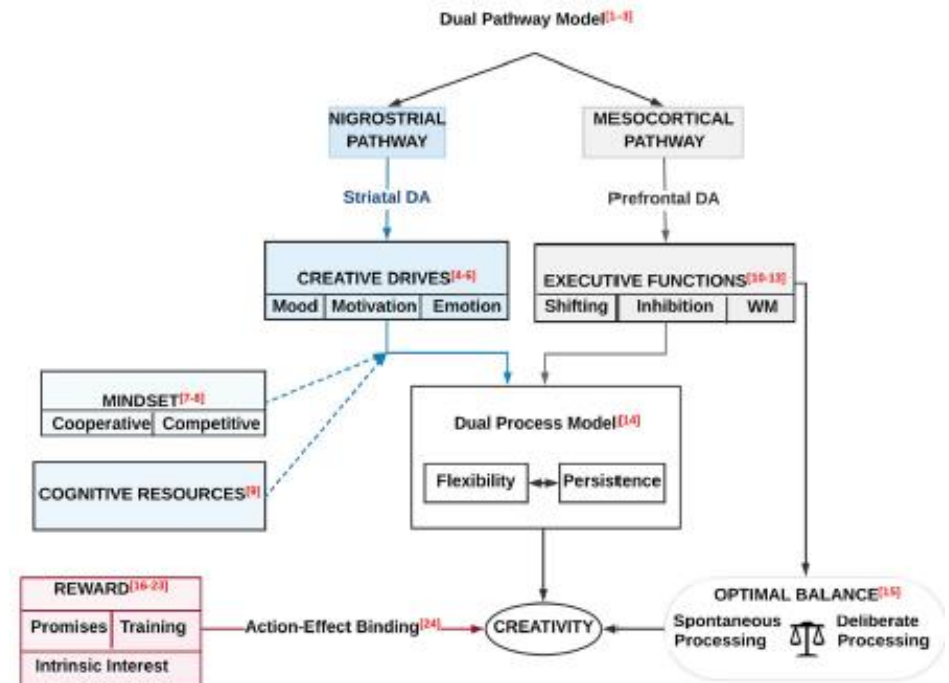 Dual Pathway Model[1-3]
NIGROSTRIAL
PATHWAY
MESOCORTICAL
PATHWAY
Striatal DA
Prefrontal DA
CREATIVE DRIVES[4-6]
Mood Motivation Emotion
EXECUTIVE FUNCTIONS[10-13]
Shifting Inhibition WM
MINDSET[7-8]
Cooperative Competitive
COGNITIVE RESOURCES[9]
Dual Process Model[14]
Flexibility Persistence
REWARD[16-23]
Promises Training
Intrinsic Interest
Action-Effect Binding[24]
CREATIVITY
OPTIMAL BALANCE[15]
Spontaneous
Processing
Deliberate
Processing